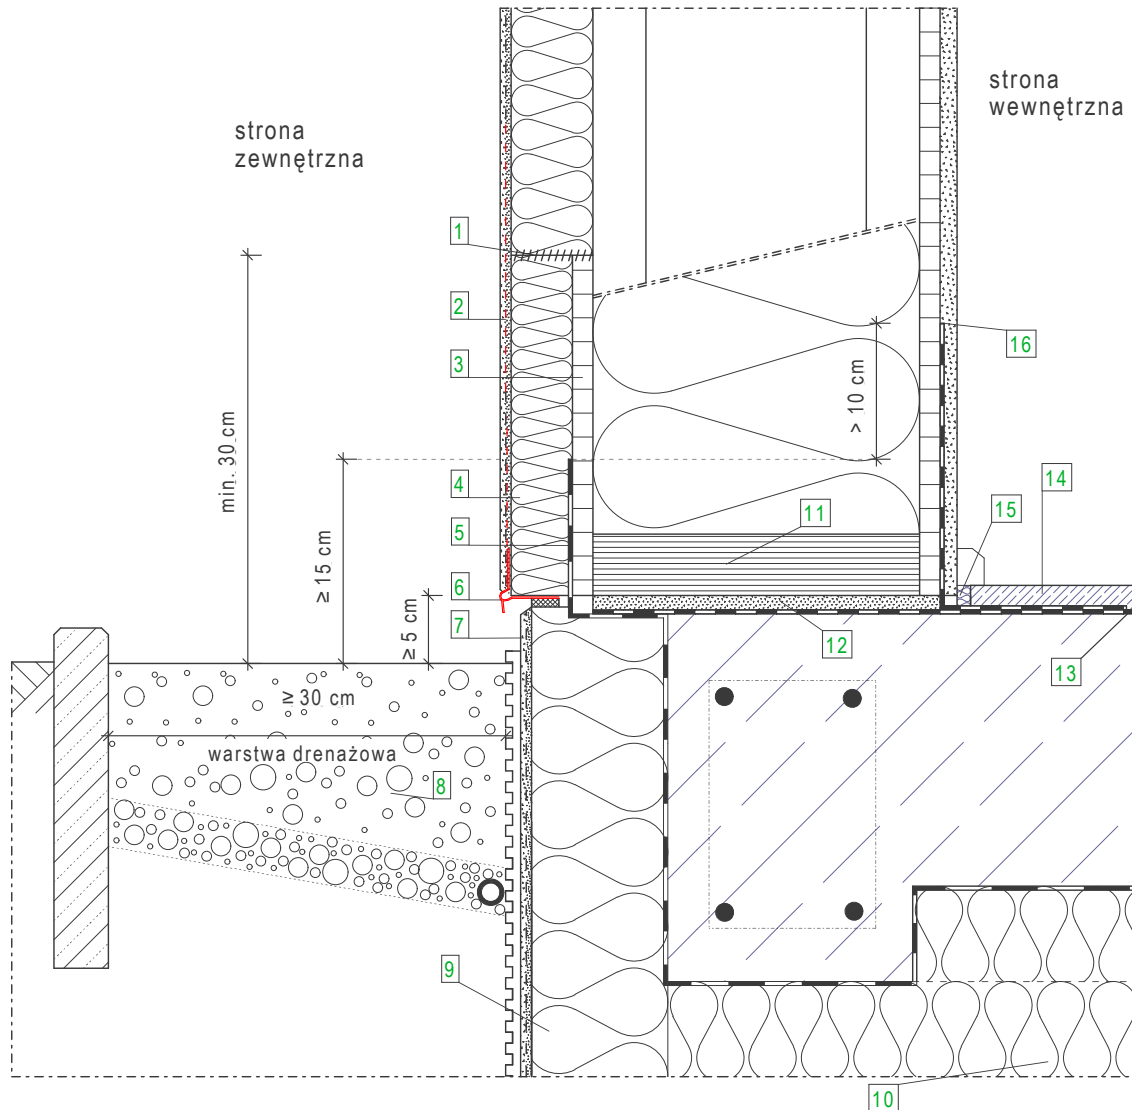 strona
wewnętrzna
strona
zewnętrzna
1
2
16
3
> 10 cm
min. 30 cm
4
14
15
11
5
≥ 15 cm
6
7
≥ 5 cm
12
13
≥ 30 cm
warstwa drenażowa
8
9
10